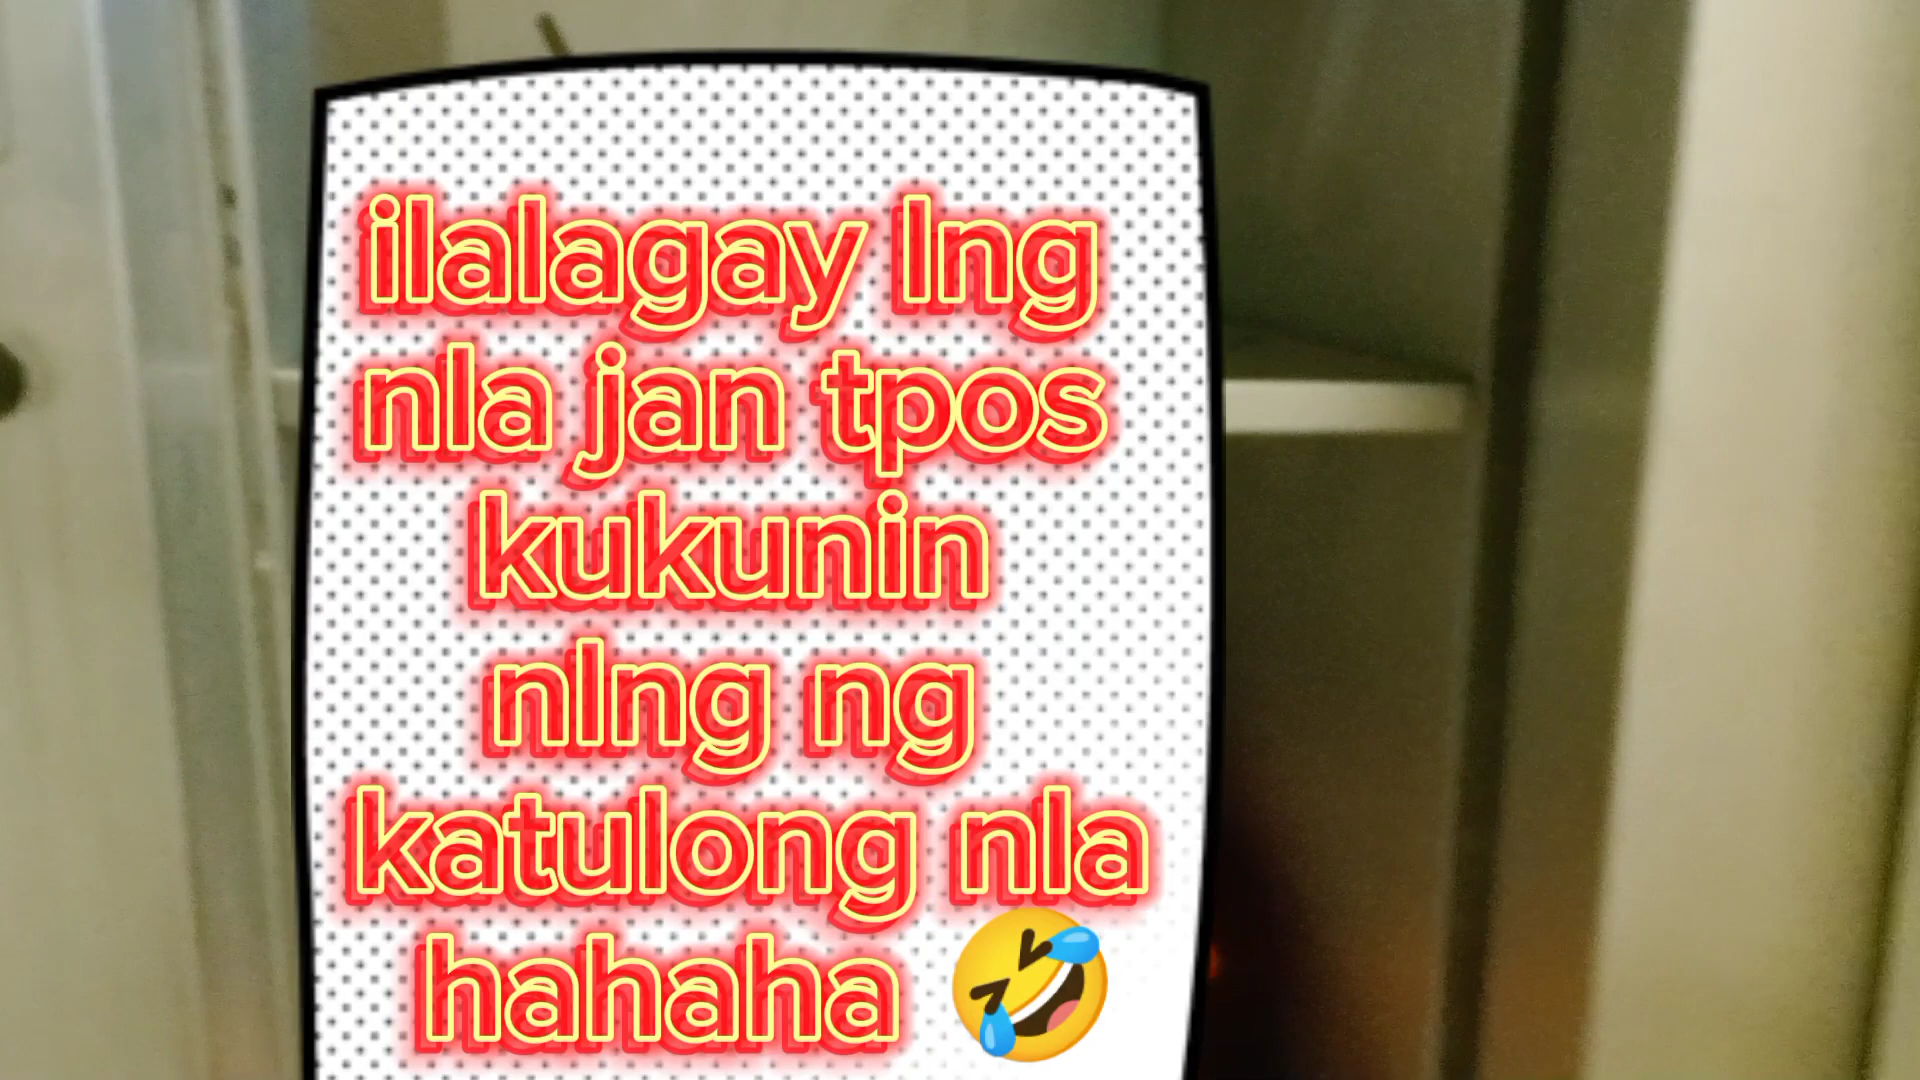 ilalagay lng
nla jan tpos
kukunin
nlng ng
katulong nla
hahaha 🤣